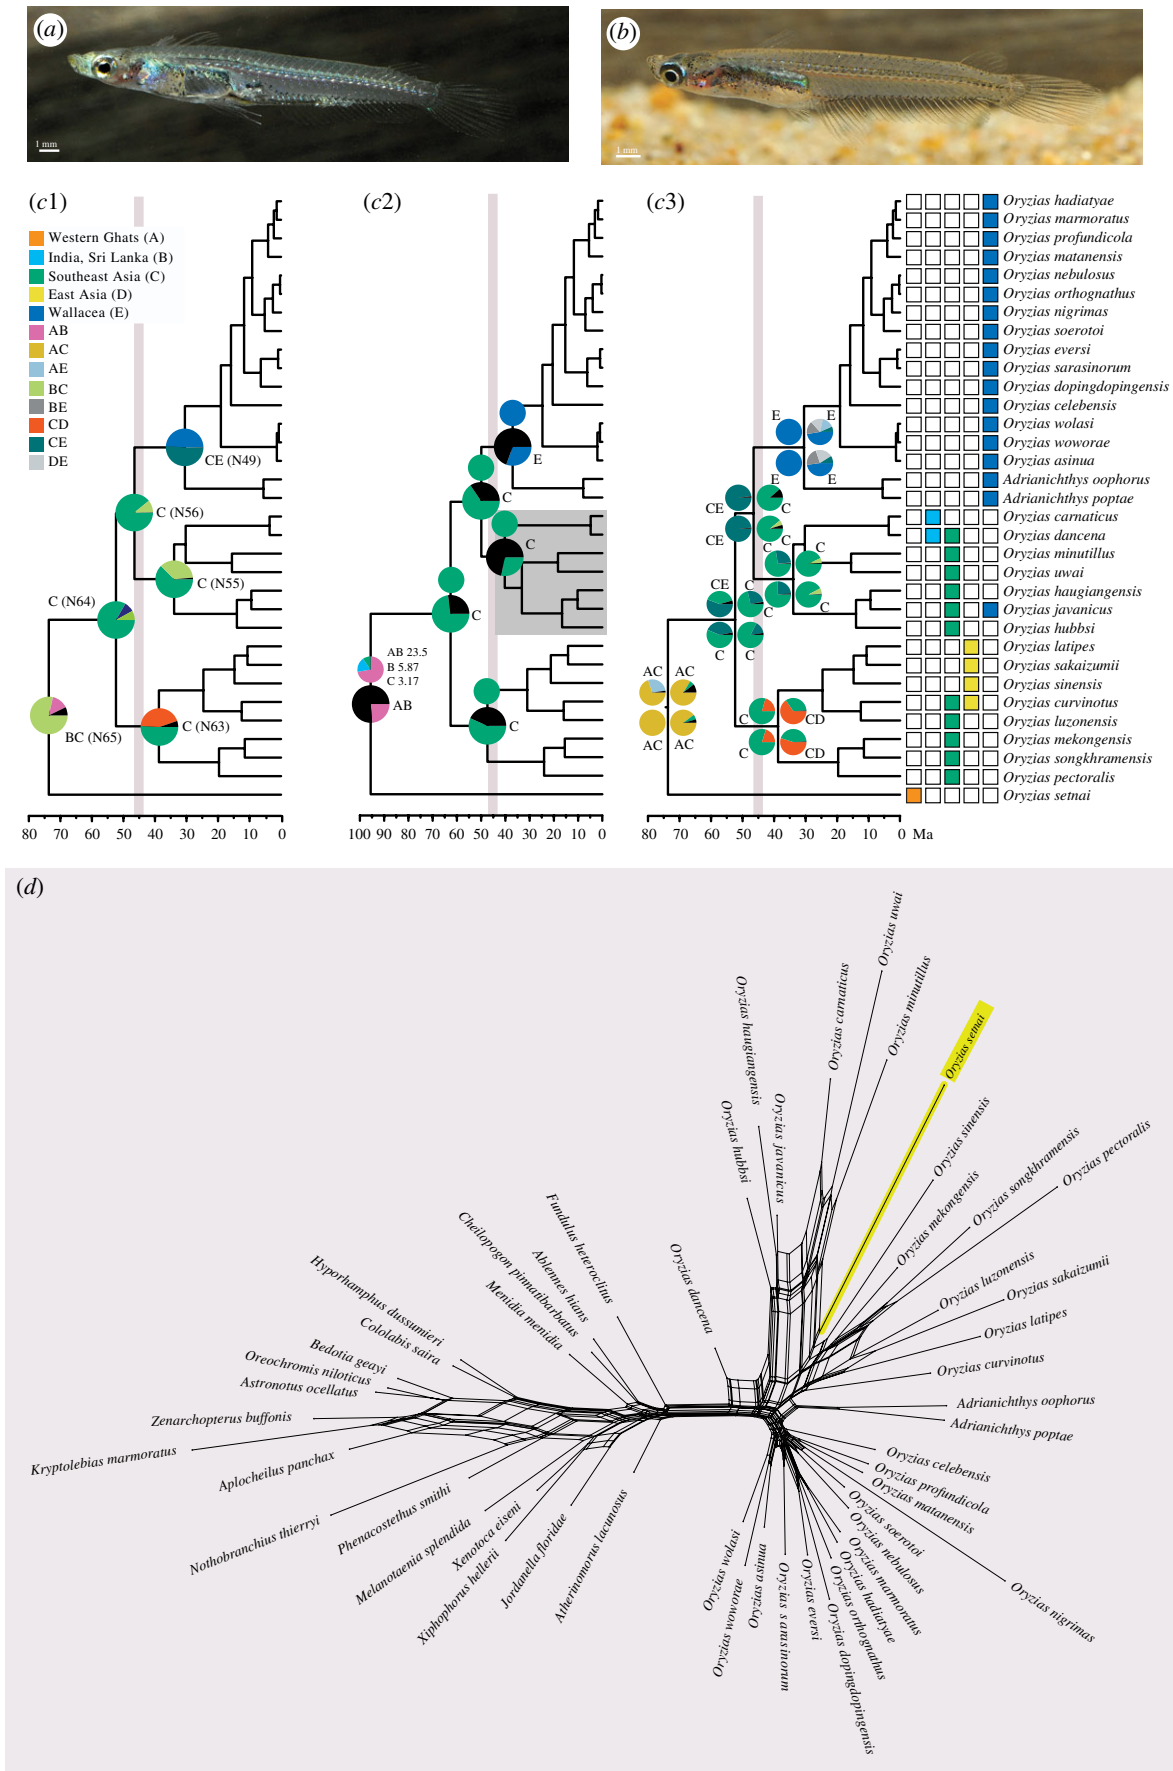 (a)
1 mm
(b)
1 mm
(c1)
Western Ghats (A)
India, Sri Lanka (B)
Southeast Asia (C)
East Asia (D)
Wallacea (E)
AB
AC
AE
BC
BE
CD
CE
DE
CE (N49)
C (N56)
C (N55)
C (N64)
C (N63)
BC (N65)
80 70 60 50 40 30 20 10 0
(c2)
E
C
C
C
AB 23.5
B 5.87
C 3.17
AB
C
100 90 80 70 60 50 40 30 20 10 0
(c3)
E E
E E
CE C
CE C
C C
C C
CE C
C C
AC AC
AC AC
C CD
C CD
80 70 60 50 40 30 20 10 0 Ma
Oryzias hadiatyae
Oryzias marmoratus
Oryzias profundicola
Oryzias matanensis
Oryzias nebulosus
Oryzias orthognathus
Oryzias nigrimas
Oryzias soerotoi
Oryzias eversi
Oryzias sarasinorum
Oryzias dopingdopingensis
Oryzias celebensis
Oryzias wolasi
Oryzias woworae
Oryzias asinua
Adrianichthys oophorus
Adrianichthys poptae
Oryzias carnaticus
Oryzias dancena
Oryzias minutillus
Oryzias uwai
Oryzias haugiangensis
Oryzias javanicus
Oryzias hubbsi
Oryzias latipes
Oryzias sakaizumii
Oryzias sinensis
Oryzias curvinotus
Oryzias luzonensis
Oryzias mekongensis
Oryzias songkhramensis
Oryzias pectoralis
Oryzias setnai
(d)
Oryzias uwai
Oryzias minutillus
Oryzias carnaticus
Oryzias haugiangensis
Oryzias javanicus
Oryzias hubbsi
Oryzias setnai
Oryzias sinensis
Oryzias mekongensis
Oryzias songkhramensis
Oryzias pectoralis
Oryzias luzonensis
Oryzias sakaizumii
Oryzias latipes
Oryzias curvinotus
Adrianichthys oophorus
Adrianichthys poptae
Oryzias celebensis
Oryzias profundicola
Oryzias matanensis
Oryzias nigrimas
Oryzias soerotoi
Oryzias nebulosus
Oryzias marmoratus
Oryzias hadiatyae
Oryzias orthognathus
Oryzias dopingdopingensis
Oryzias eversi
Oryzias sarasinorum
Oryzias asinua
Oryzias woworae
Oryzias wolasi
Oryzias dancena
Fundulus heteroclitus
Ablennes hians
Cheilopogon pinnatibarbatus
Menidia menidia
Hyporhamphus dussumieri
Cololabis saira
Bedotia geayi
Oreochromis niloticus
Astronotus ocellatus
Zenarchopterus buffonis
Kryptolebias marmoratus
Aplocheilus panchax
Nothobranchius thierryi
Phenacostethus smithi
Melanotaenia splendida
Xenotoca eiseni
Xiphophorus hellerii
Jordanella floridae
Atherinomorus lacunosus